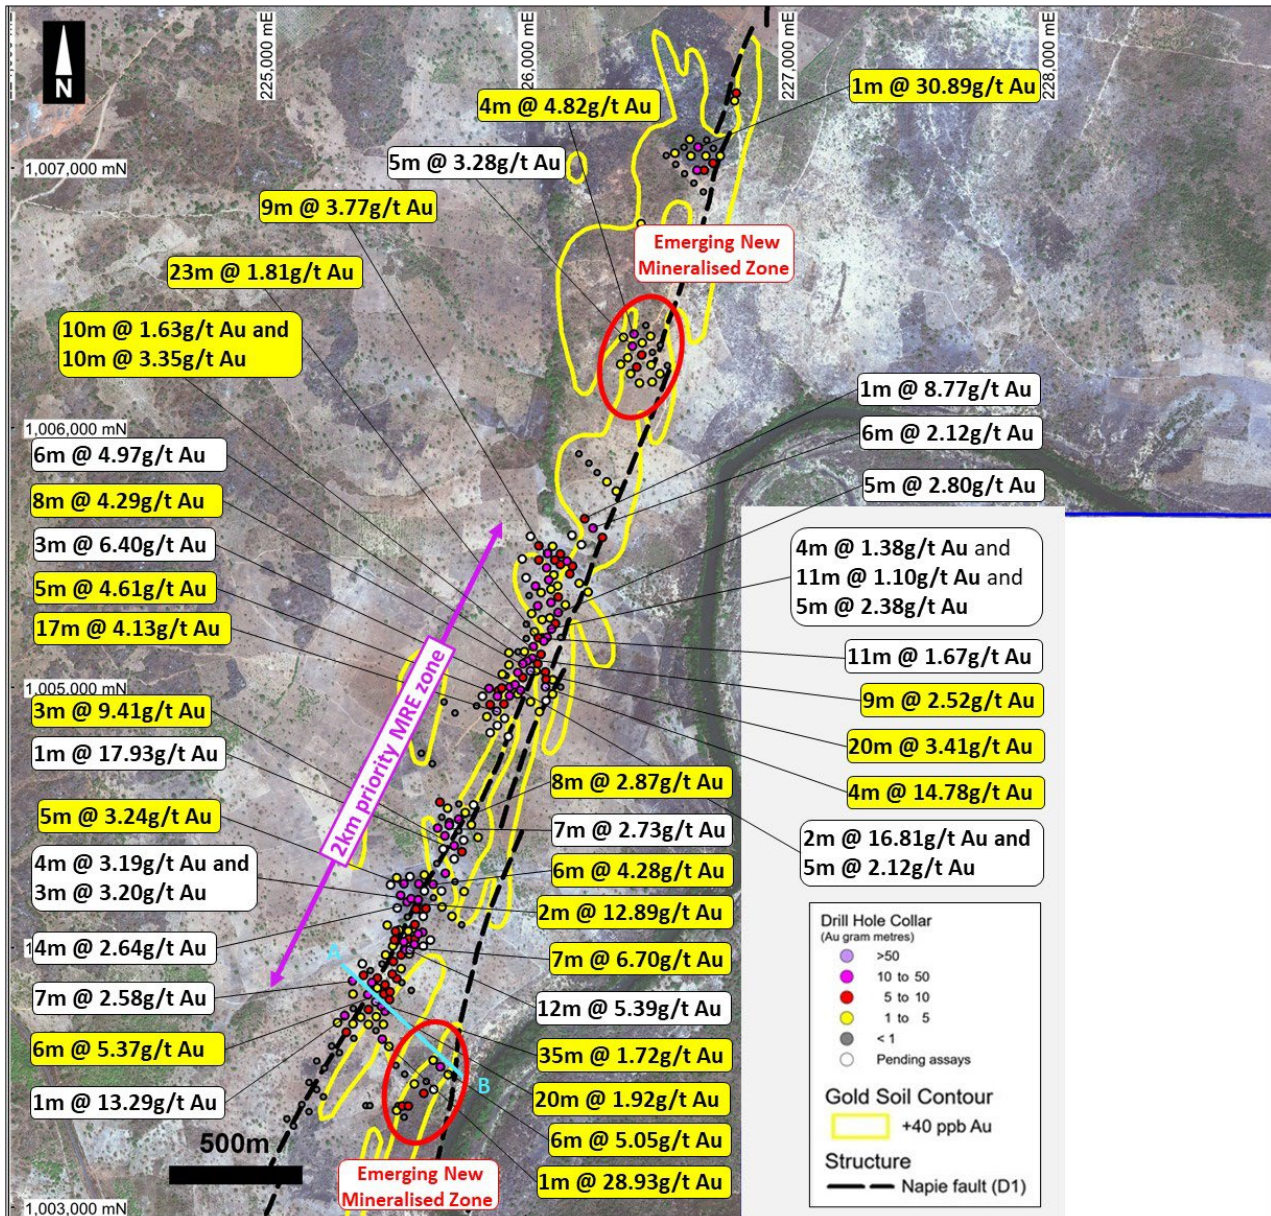 225,000 mE
226,000 mE
227,000 mE
228,000 mE
N
1m @ 30.89g/t Au
4m @ 4.82g/t Au
5m @ 3.28g/t Au
1,007,000 mN
9m @ 3.77g/t Au
Emerging New
Mineralised Zone
23m @ 1.81g/t Au
10m @ 1.63g/t Au and
10m @ 3.35g/t Au
1m @ 8.77g/t Au
1,006,000 mN
6m @ 2.12g/t Au
6m @ 4.97g/t Au
5m @ 2.80g/t Au
8m @ 4.29g/t Au
3m @ 6.40g/t Au
4m @ 1.38g/t Au and
11m @ 1.10g/t Au and
5m @ 2.38g/t Au
5m @ 4.61g/t Au
17m @ 4.13g/t Au
11m @ 1.67g/t Au
1,005,000 mN
9m @ 2.52g/t Au
3m @ 9.41g/t Au
20m @ 3.41g/t Au
1m @ 17.93g/t Au
2km priority MRE zone
8m @ 2.87g/t Au
4m @ 14.78g/t Au
5m @ 3.24g/t Au
7m @ 2.73g/t Au
2m @ 16.81g/t Au and
5m @ 2.12g/t Au
4m @ 3.19g/t Au and
3m @ 3.20g/t Au
6m @ 4.28g/t Au
2m @ 12.89g/t Au
4m @ 2.64g/t Au
7m @ 6.70g/t Au
A
7m @ 2.58g/t Au
12m @ 5.39g/t Au
6m @ 5.37g/t Au
35m @ 1.72g/t Au
B
1m @ 13.29g/t Au
20m @ 1.92g/t Au
500m
6m @ 5.05g/t Au
Emerging New
Mineralised Zone
1m @ 28.93g/t Au
1,003,000 mN
Drill Hole Collar
(Au gram metres)
>50
10 to 50
5 to 10
1 to 5
< 1
Pending assays
Gold Soil Contour
+40 ppb Au
Structure
Napie fault (D1)